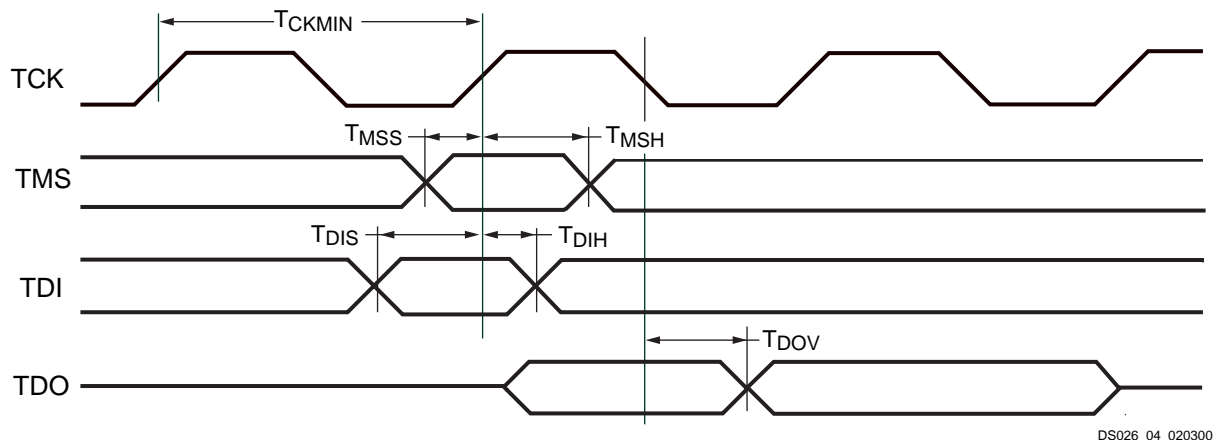 TCKMIN
TCK
TMSS
TMSH
TMS
TDIS
TDIH
TDI
TDOV
TDO
DS026_04_020300